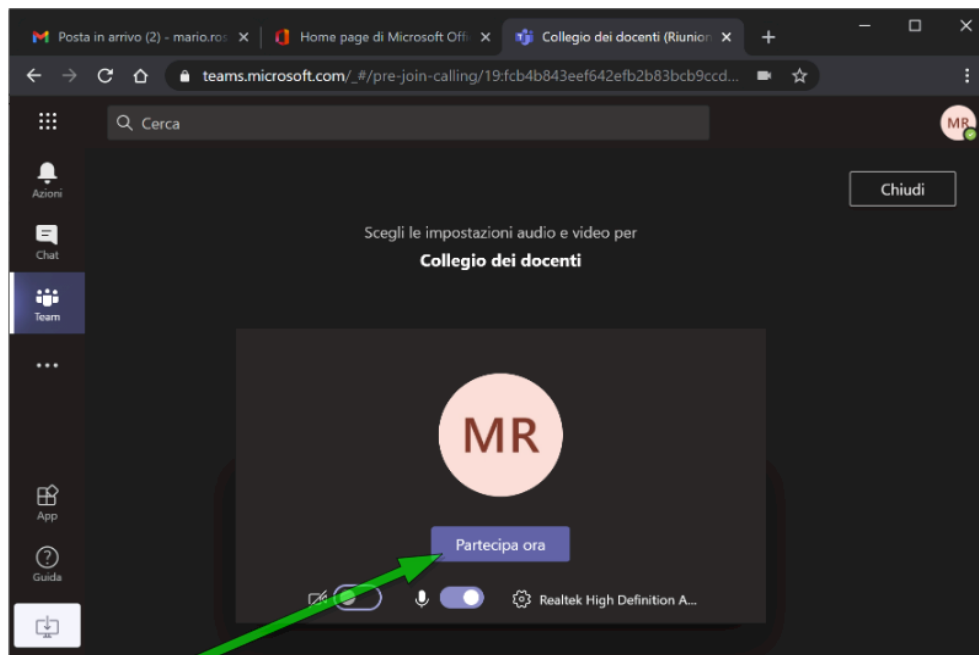 Posta in arrivo (2) - mario.ros
Home page di Microsoft Offi
Collegio dei docenti (Riunion
teams.microsoft.com/_#/pre-join-calling/19:fcb4b843eef642efb2b83bcb9ccd...
Cerca
MR
Azioni
Chiudi
Chat
Scegli le impostazioni audio e video per
Collegio dei docenti
Team
MR
App
Partecipa ora
Guida
Realtek High Definition A...